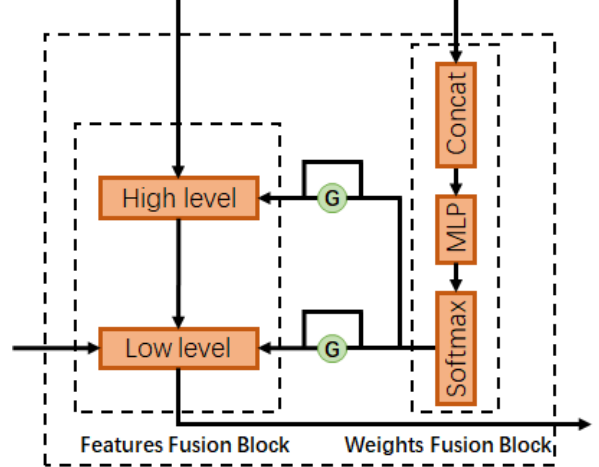 Concat
High level
G
MLP
Low level
G
Softmax
Features Fusion Block
Weights Fusion Block